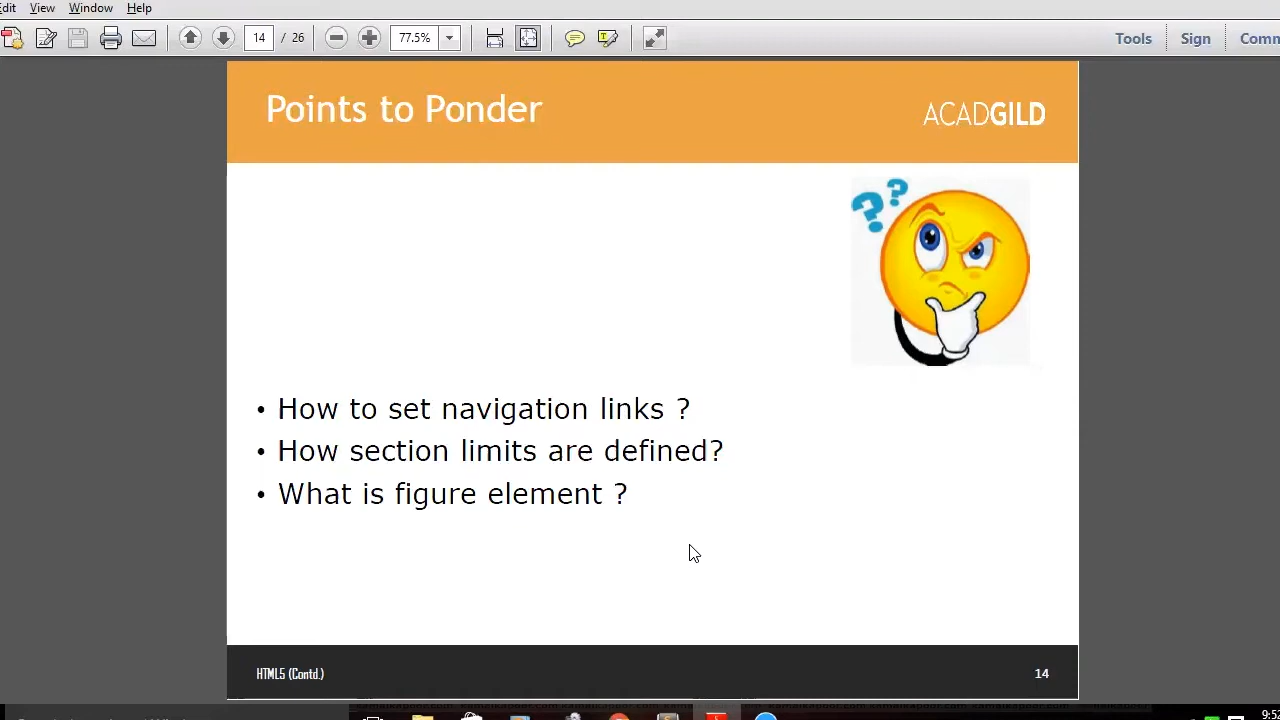 Edit View Window Help
14 / 26 77.5% Tools Sign Comm
Points to Ponder
ACADGILD
? ?
• How to set navigation links ?
• How section limits are defined?
• What is figure element ?
HTML5 (Contd.)
14